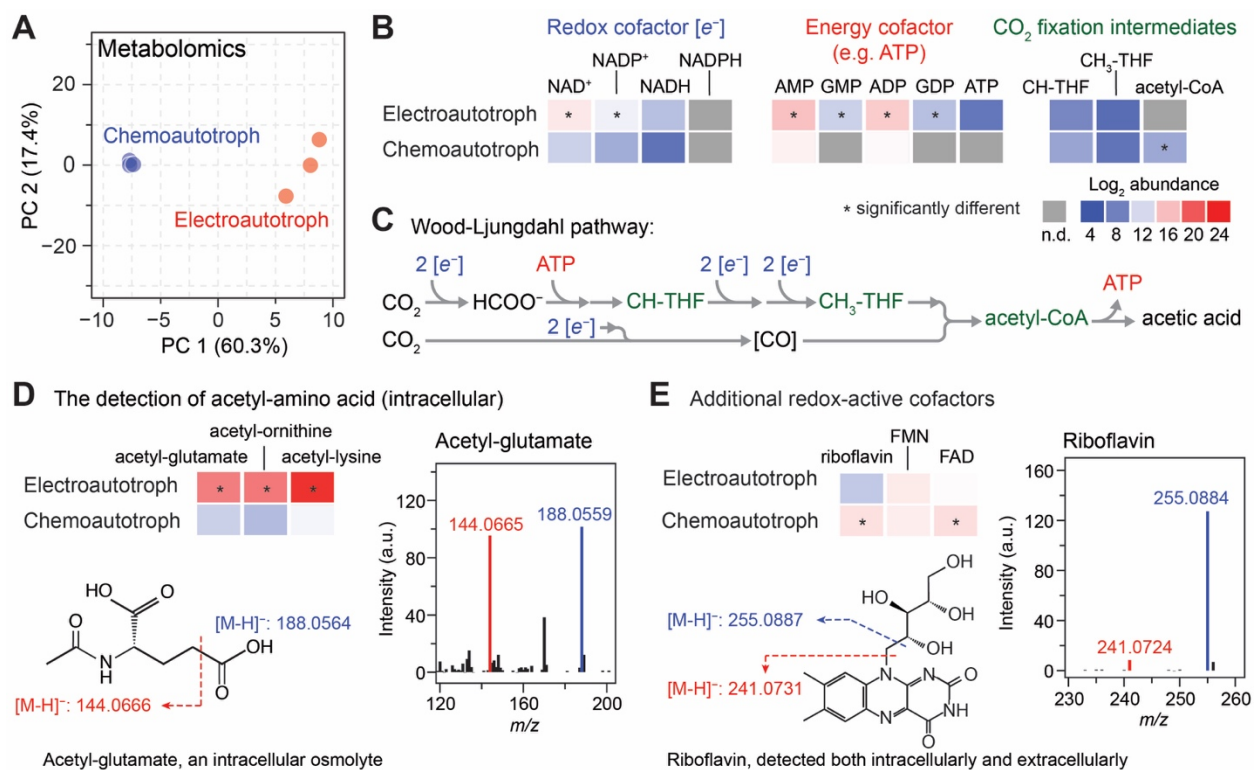 A
Metabolomics
PC 2 (17.4%)
20
0
−20
Chemoautotroph
Electroautotroph
−10 −5 0 5 10
PC 1 (60.3%)
B
Redox cofactor [e⁻]
Energy cofactor
(e.g. ATP)
CO₂ fixation intermediates
NAD⁺ NADP⁺ NADH NADPH
AMP GMP ADP GDP ATP
CH-THF CH₃-THF acetyl-CoA
Electroautotroph * * * * * *
Chemoautotroph *
* significantly different
Log₂ abundance
n.d. 4 8 12 16 20 24
C
Wood-Ljungdahl pathway:
2 [e⁻] ATP 2 [e⁻] 2 [e⁻]
CO₂ HCOO⁻ CH-THF CH₃-THF
ATP
CO₂ 2 [e⁻] [CO] acetyl-CoA acetic acid
D
The detection of acetyl-amino acid (intracellular)
acetyl-ornithine
acetyl-glutamate acetyl-lysine
Electroautotroph * * *
Chemoautotroph
HO O O N H O OH
[M-H]⁻: 188.0564
[M-H]⁻: 144.0666
Acetyl-glutamate
Intensity (a.u.)
120
80
40
0
144.0665
188.0559
120 160 200
m/z
Acetyl-glutamate, an intracellular osmolyte
E
Additional redox-active cofactors
FMN
riboflavin FAD
Electroautotroph
Chemoautotroph * *
OH
HO OH
OH
[M-H]⁻: 255.0887
[M-H]⁻: 241.0731
N N O
N NH
O
Riboflavin
Intensity (a.u.)
160
120
80
40
0
255.0884
241.0724
230 240 250 260
m/z
Riboflavin, detected both intracellularly and extracellularly